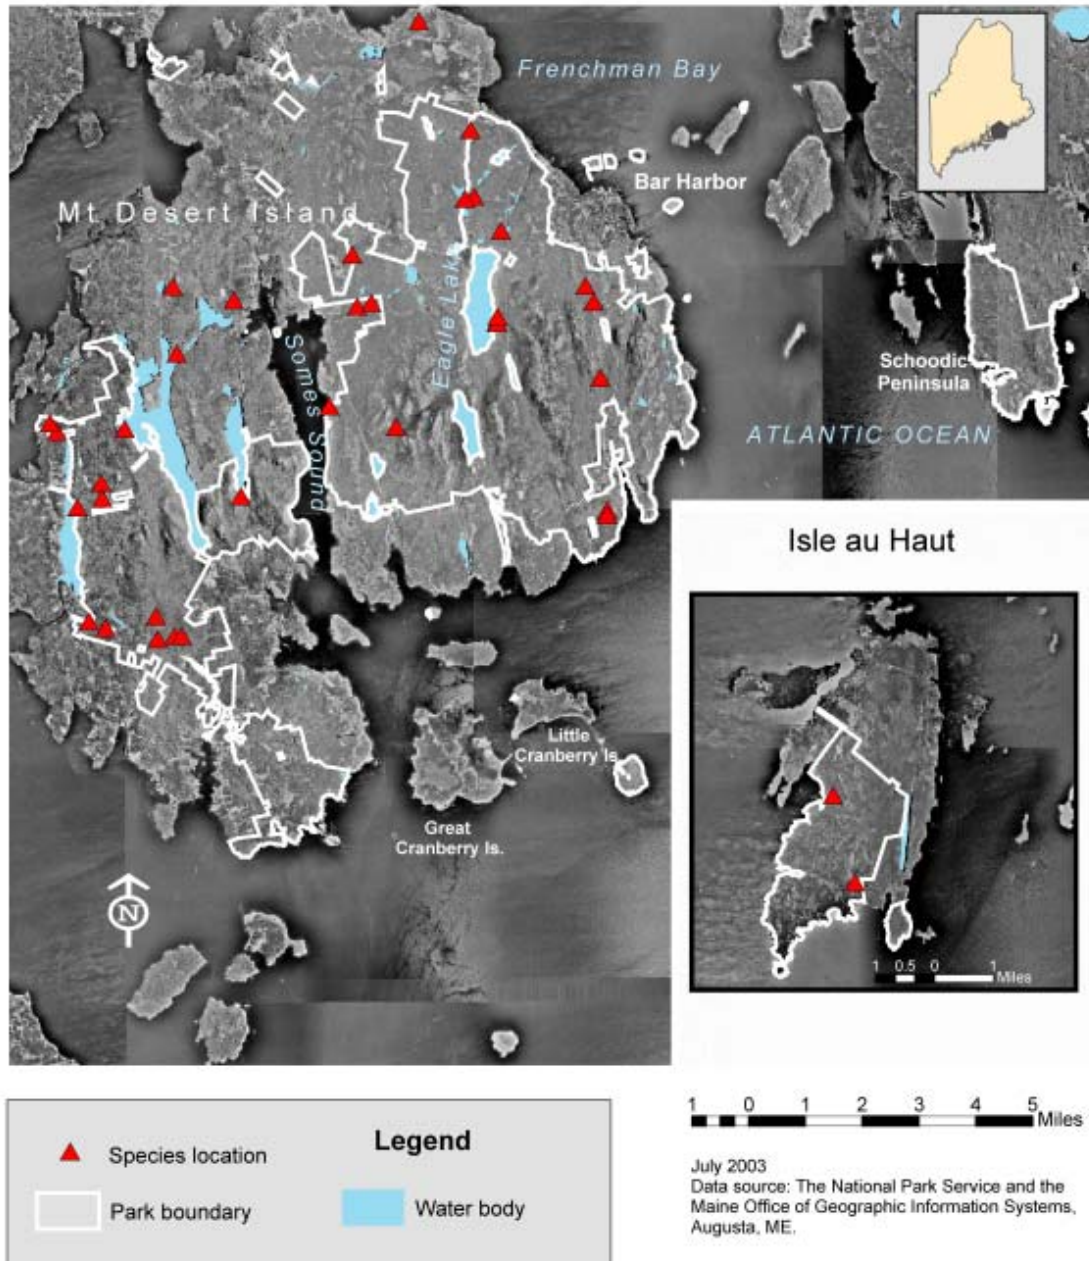 Frenchman Bay
Bar Harbor
Mt. Desert Island
Eagle Lake
Somes Sound
Schoodic
Peninsula
ATLANTIC OCEAN
Isle au Haut
Little
Cranberry Is.
Great
Cranberry Is.
N
1 0.5 0 1
Miles
Legend
Species location
Park boundary
Water body
1 0 1 2 3 4 5
Miles
July 2003
Data source: The National Park Service and the
Maine Office of Geographic Information Systems,
Augusta, ME.